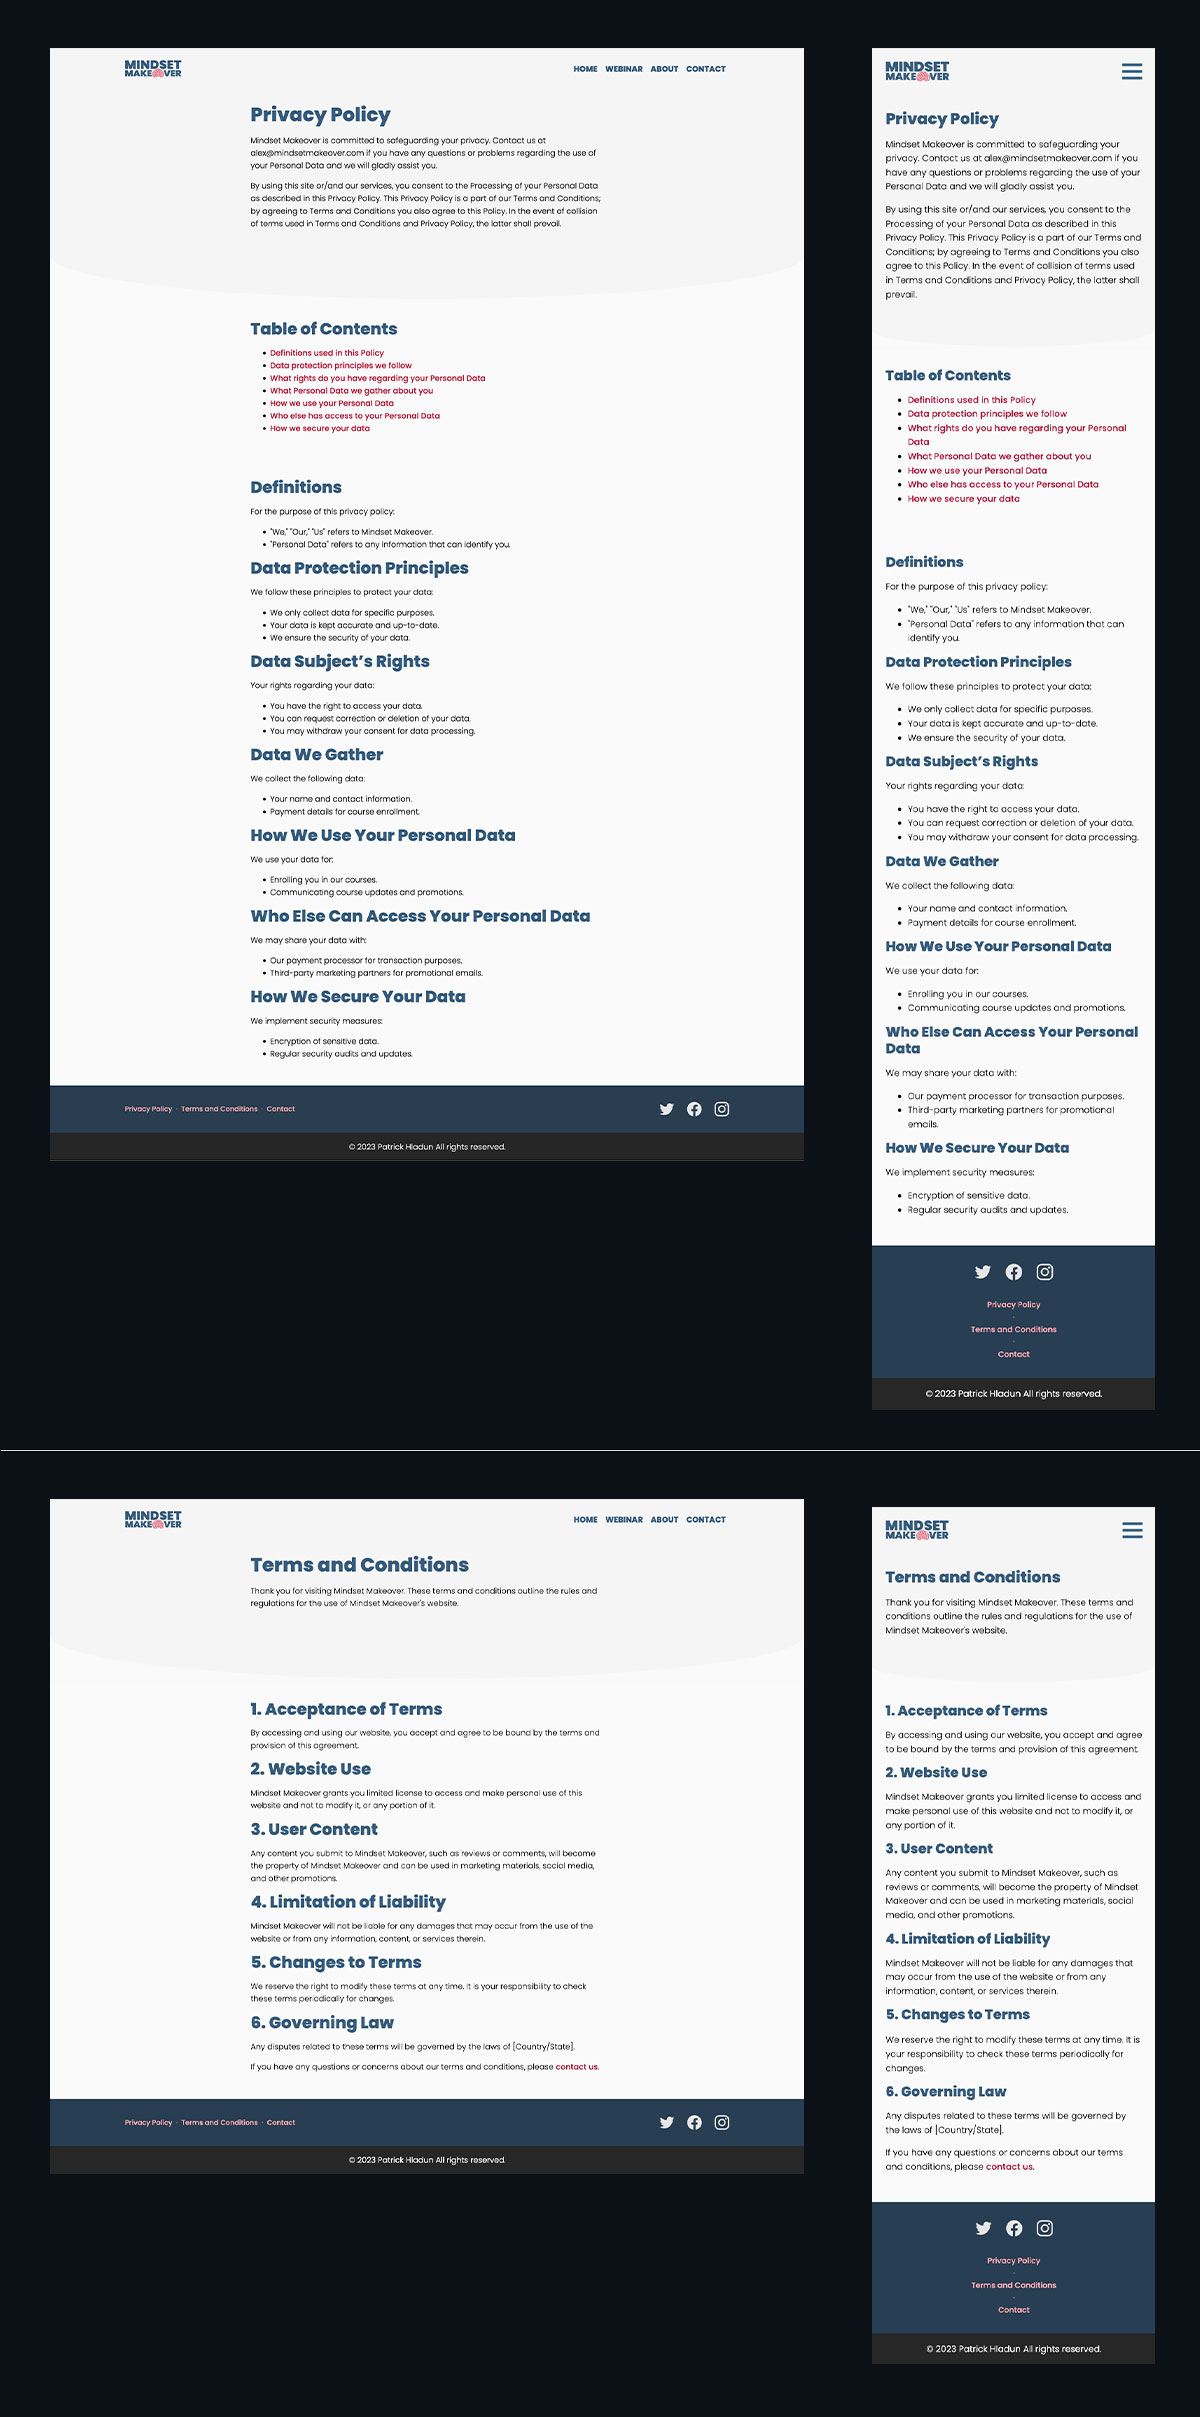 MINDSET
MAKEOVER
HOME WEBINAR ABOUT CONTACT
Privacy Policy
Mindset Makeover is committed to safeguarding your privacy. Contact us at
alex@mindsetmakeover.com if you have any questions or problems regarding the use of
your Personal Data and we will gladly assist you.
By using this site or/and our services, you consent to the Processing of your Personal Data
as described in this Privacy Policy. This Privacy Policy is a part of our Terms and Conditions;
by agreeing to Terms and Conditions you also agree to this Policy. In the event of collision
of terms used in Terms and Conditions and Privacy Policy, the latter shall prevail.
Table of Contents
• Definitions used in this Policy
• Data protection principles we follow
• What rights do you have regarding your Personal Data
• What Personal Data we gather about you
• How we use your Personal Data
• Who else has access to your Personal Data
• How we secure your data
Definitions
For the purpose of this privacy policy:
• "We," "Our," "Us" refers to Mindset Makeover.
• "Personal Data" refers to any information that can identify you.
Data Protection Principles
We follow these principles to protect your data:
• We only collect data for specific purposes.
• Your data is kept accurate and up-to-date.
• We ensure the security of your data.
Data Subject's Rights
Your rights regarding your data:
• You have the right to access your data.
• You can request correction or deletion of your data.
• You may withdraw your consent for data processing.
Data We Gather
We collect the following data:
• Your name and contact information.
• Payment details for course enrollment.
How We Use Your Personal Data
We use your data for:
• Enrolling you in our courses.
• Communicating course updates and promotions.
Who Else Can Access Your Personal Data
We may share your data with:
• Our payment processor for transaction purposes.
• Third-party marketing partners for promotional emails.
How We Secure Your Data
We implement security measures:
• Encryption of sensitive data.
• Regular security audits and updates.
Privacy Policy · Terms and Conditions · Contact
© 2023 Patrick Hladun All rights reserved.
MINDSET
MAKEOVER
Privacy Policy
Mindset Makeover is committed to safeguarding your
privacy. Contact us at alex@mindsetmakeover.com if you
have any questions or problems regarding the use of your
Personal Data and we will gladly assist you.
By using this site or/and our services, you consent to the
Processing of your Personal Data as described in this
Privacy Policy. This Privacy Policy is a part of our Terms and
Conditions; by agreeing to Terms and Conditions you also
agree to this Policy. In the event of collision of terms used
in Terms and Conditions and Privacy Policy, the latter shall
prevail.
Table of Contents
• Definitions used in this Policy
• Data protection principles we follow
• What rights do you have regarding your Personal
Data
• What Personal Data we gather about you
• How we use your Personal Data
• Who else has access to your Personal Data
• How we secure your data
Definitions
For the purpose of this privacy policy:
• "We," "Our," "Us" refers to Mindset Makeover.
• "Personal Data" refers to any information that can
identify you.
Data Protection Principles
We follow these principles to protect your data:
• We only collect data for specific purposes.
• Your data is kept accurate and up-to-date.
• We ensure the security of your data.
Data Subject's Rights
Your rights regarding your data:
• You have the right to access your data.
• You can request correction or deletion of your data.
• You may withdraw your consent for data processing.
Data We Gather
We collect the following data:
• Your name and contact information.
• Payment details for course enrollment.
How We Use Your Personal Data
We use your data for:
• Enrolling you in our courses.
• Communicating course updates and promotions.
Who Else Can Access Your Personal
Data
We may share your data with:
• Our payment processor for transaction purposes.
• Third-party marketing partners for promotional
emails.
How We Secure Your Data
We implement security measures:
• Encryption of sensitive data.
• Regular security audits and updates.
Privacy Policy
·
Terms and Conditions
·
Contact
© 2023 Patrick Hladun All rights reserved.
MINDSET
MAKEOVER
HOME WEBINAR ABOUT CONTACT
Terms and Conditions
Thank you for visiting Mindset Makeover. These terms and conditions outline the rules and
regulations for the use of Mindset Makeover's website.
1. Acceptance of Terms
By accessing and using our website, you accept and agree to be bound by the terms and
provision of this agreement.
2. Website Use
Mindset Makeover grants you limited license to access and make personal use of this
website and not to modify it, or any portion of it.
3. User Content
Any content you submit to Mindset Makeover, such as reviews or comments, will become
the property of Mindset Makeover and can be used in marketing materials, social media,
and other promotions.
4. Limitation of Liability
Mindset Makeover will not be liable for any damages that may occur from the use of the
website or from any information, content, or services therein.
5. Changes to Terms
We reserve the right to modify these terms at any time. It is your responsibility to check
these terms periodically for changes.
6. Governing Law
Any disputes related to these terms will be governed by the laws of [Country/State].
If you have any questions or concerns about our terms and conditions, please contact us.
Privacy Policy · Terms and Conditions · Contact
© 2023 Patrick Hladun All rights reserved.
MINDSET
MAKEOVER
Terms and Conditions
Thank you for visiting Mindset Makeover. These terms and
conditions outline the rules and regulations for the use of
Mindset Makeover's website.
1. Acceptance of Terms
By accessing and using our website, you accept and agree
to be bound by the terms and provision of this agreement.
2. Website Use
Mindset Makeover grants you limited license to access and
make personal use of this website and not to modify it, or
any portion of it.
3. User Content
Any content you submit to Mindset Makeover, such as
reviews or comments, will become the property of Mindset
Makeover and can be used in marketing materials, social
media, and other promotions.
4. Limitation of Liability
Mindset Makeover will not be liable for any damages that
may occur from the use of the website or from any
information, content, or services therein.
5. Changes to Terms
We reserve the right to modify these terms at any time. It is
your responsibility to check these terms periodically for
changes.
6. Governing Law
Any disputes related to these terms will be governed by
the laws of [Country/State].
If you have any questions or concerns about our terms
and conditions, please contact us.
Privacy Policy
·
Terms and Conditions
·
Contact
© 2023 Patrick Hladun All rights reserved.